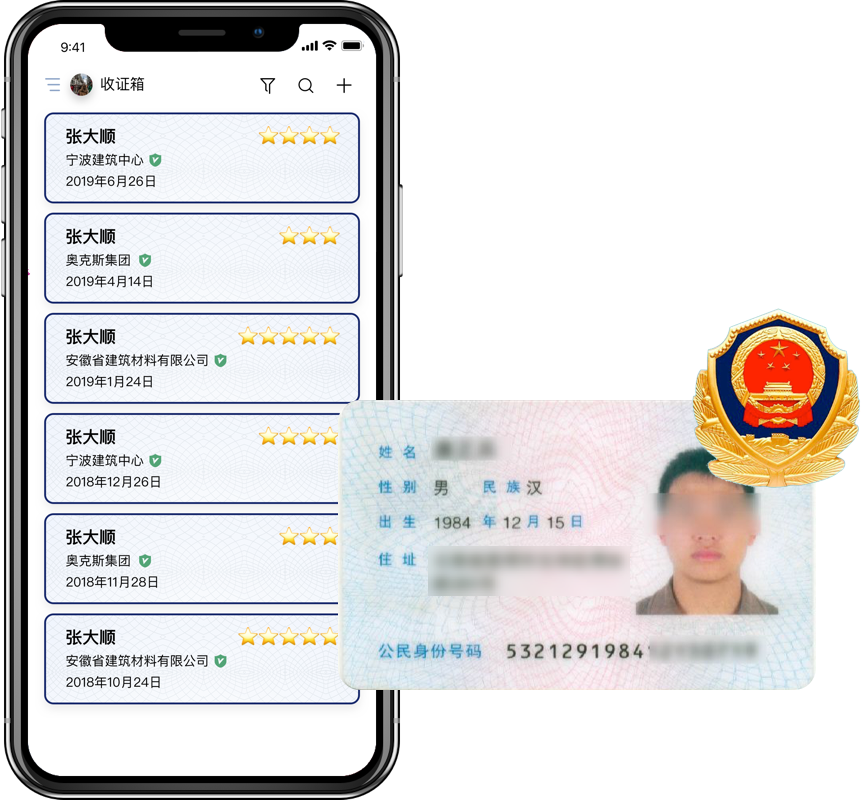 9:41
收证箱
张大顺
宁波建筑中心
2019年6月26日
张大顺
奥克斯集团
2019年4月14日
张大顺
安徽省建筑材料有限公司
2019年1月24日
张大顺
宁波建筑中心
2018年12月26日
张大顺
奥克斯集团
2018年11月28日
张大顺
安徽省建筑材料有限公司
2018年10月24日
姓名
性别 男 民族 汉
出生 1984 年 12 月 15 日
住址
公民身份号码 5321291984